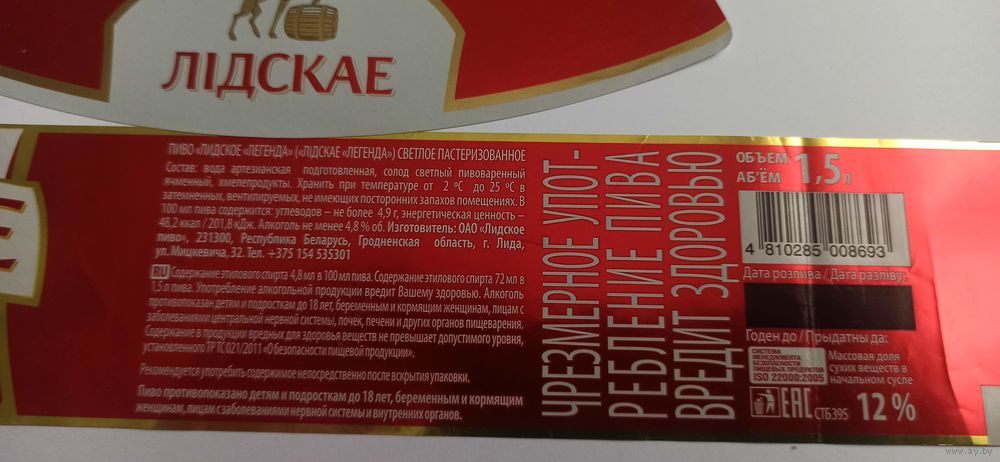 ЛІДСКАЕ
ПИВО «ЛИДСКОЕ «ЛЕГЕНДА» («ЛІДСКАЕ «ЛЕГЕНДА») СВЕТЛОЕ ПАСТЕРИЗОВАННОЕ
Состав: вода артезианская подготовленная, солод светлый пивоваренный
ячменный, хмелепродукты. Хранить при температуре от 2 °C до 25 °C в
затемненных, вентилируемых, не имеющих посторонних запахов помещениях. В
100 мл пива содержится: углеводов – не более 4,9 г, энергетическая ценность –
48,2 ккал / 201,8 кДж. Алкоголь не менее 4,8 % об. Изготовитель: ОАО «Лидское
пиво», 231300, Республика Беларусь, Гродненская область, г. Лида,
ул. Мицкевича, 32. Тел. +375 154 535301
RU Содержание этилового спирта 4,8 мл в 100 мл пива. Содержание этилового спирта 72 мл в
1,5 л пива. Употребление алкогольной продукции вредит Вашему здоровью. Алкоголь
противопоказан детям и подросткам до 18 лет, беременным и кормящим женщинам, лицам с
заболеваниями центральной нервной системы, почек, печени и других органов пищеварения.
Содержание в продукции вредных для здоровья веществ не превышает допустимого уровня,
установленного ТР ТС 021/2011 «О безопасности пищевой продукции».
Рекомендуется употребить содержимое непосредственно после вскрытия упаковки.
Пиво противопоказано детям и подросткам до 18 лет, беременным и кормящим
женщинам, лицам с заболеваниями нервной системы и внутренних органов.
ЧРЕЗМЕРНОЕ УПОТ-
РЕБЛЕНИЕ ПИВА
ВРЕДИТ ЗДОРОВЬЮ
ОБЪЕМ
АБ'ЁМ 1,5 л
4 810285 008693
Дата розлива / Дата разліву:
Годен до / Прыдатны да:
СИСТЕМА
МЕНЕДЖМЕНТА
БЕЗОПАСНОСТИ
ПИЩЕВЫХ ПРОДУКТОВ
ISO 22000:2005
Массовая доля
сухих веществ в
начальном сусле
EAC СТБ 395 12 %
www.ay.by